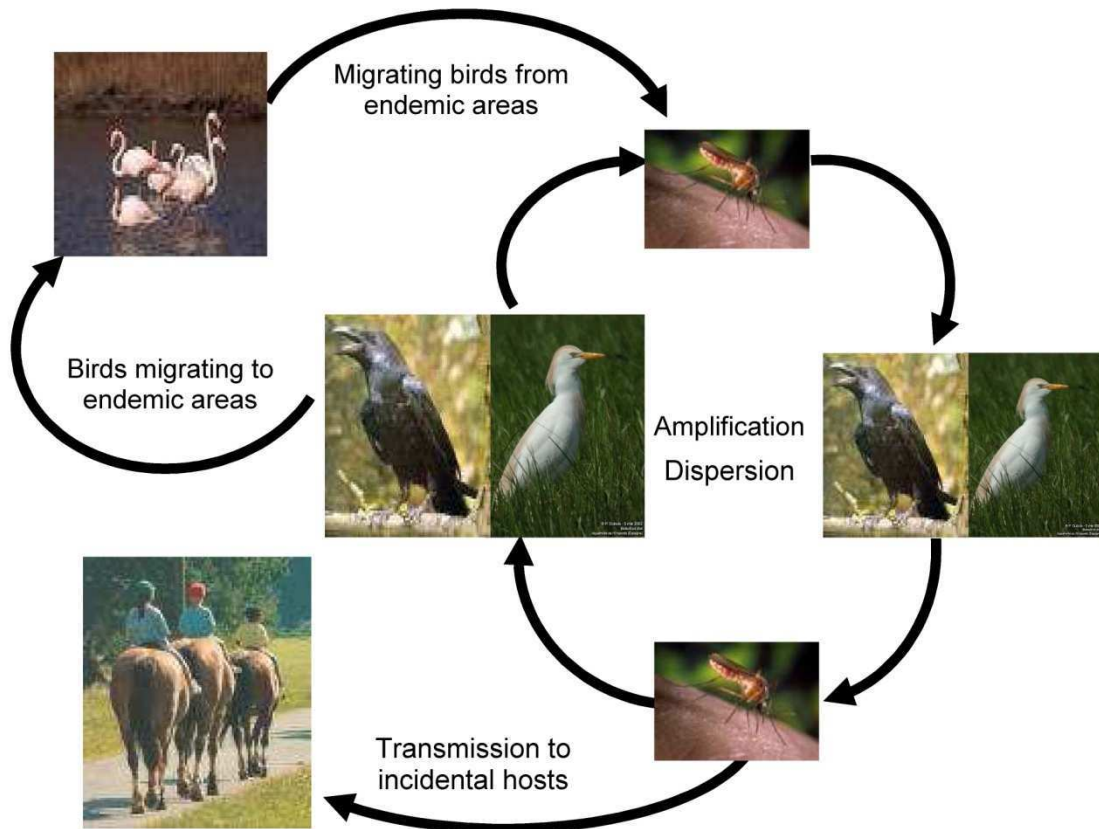 Migrating birds from
endemic areas
Birds migrating to
endemic areas
Amplification
Dispersion
Transmission to
incidental hosts